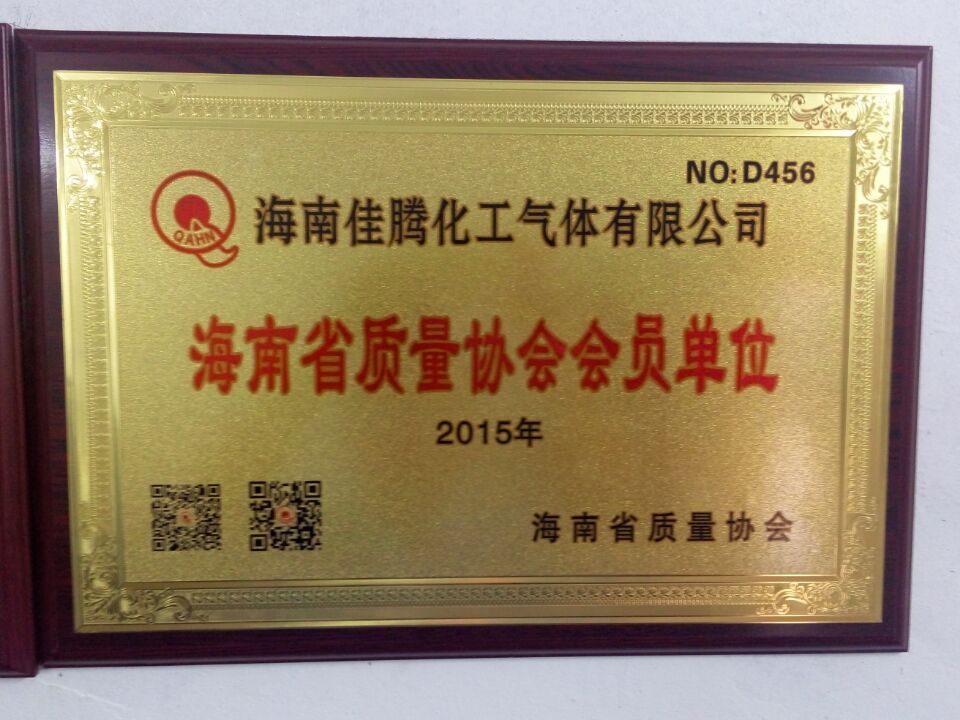 NO:D456
QAHN
海南佳腾化工气体有限公司
海南省质量协会会员单位
2015年
海南省质量协会